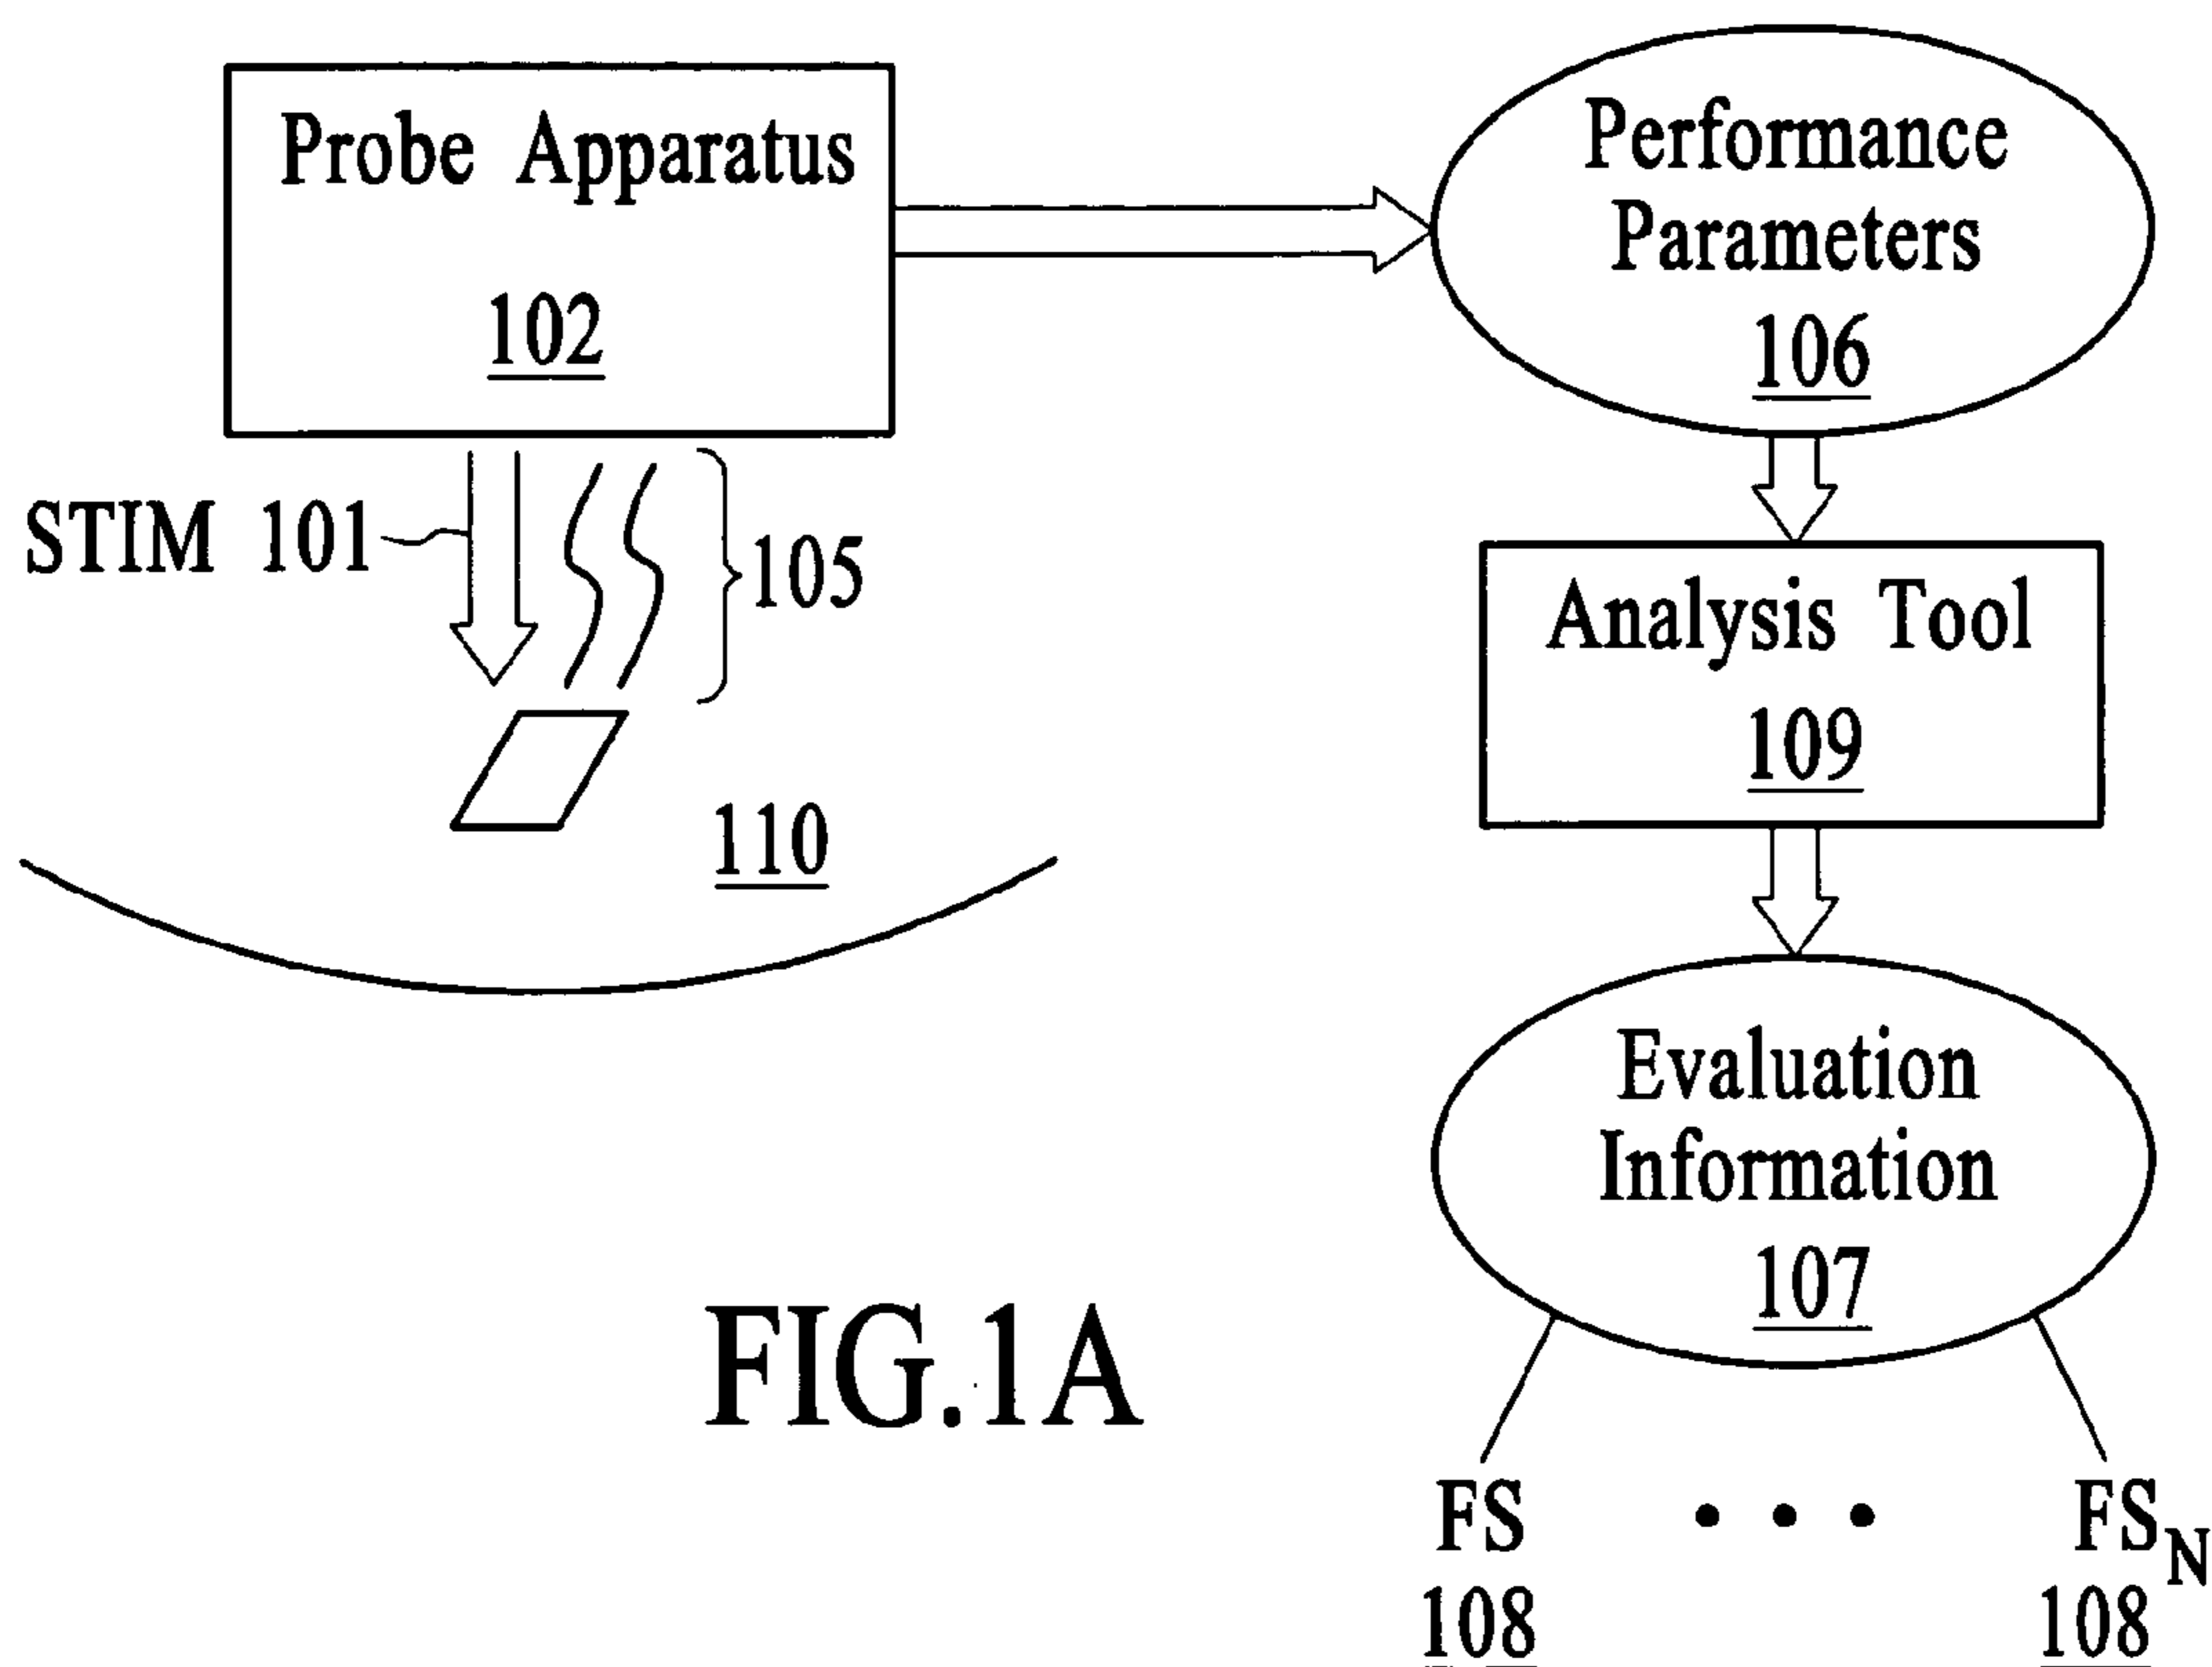 Probe Apparatus
102
STIM 101
105
110
Performance
Parameters
106
Analysis Tool
109
Evaluation
Information
107
FS • • • FS_N
108 108
FIG.1A